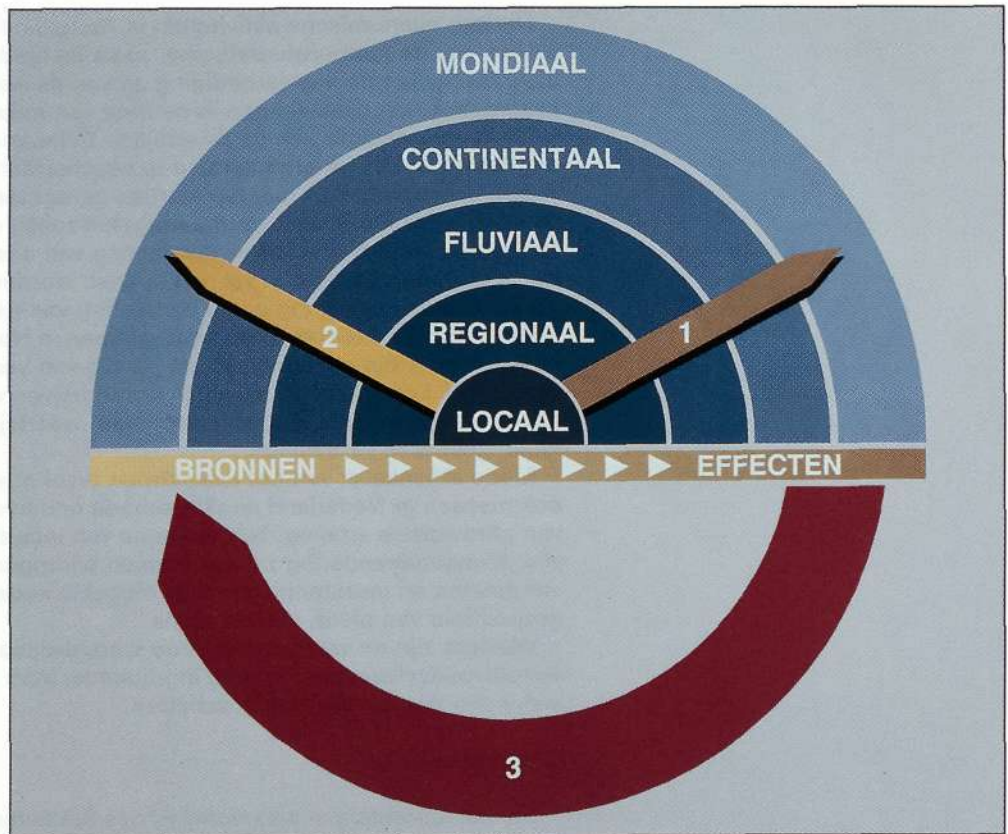 MONDIAAL
CONTINENTAAL
FLUVIAAL
REGIONAAL
2
1
LOCAAL
BRONNEN
EFFECTEN
3